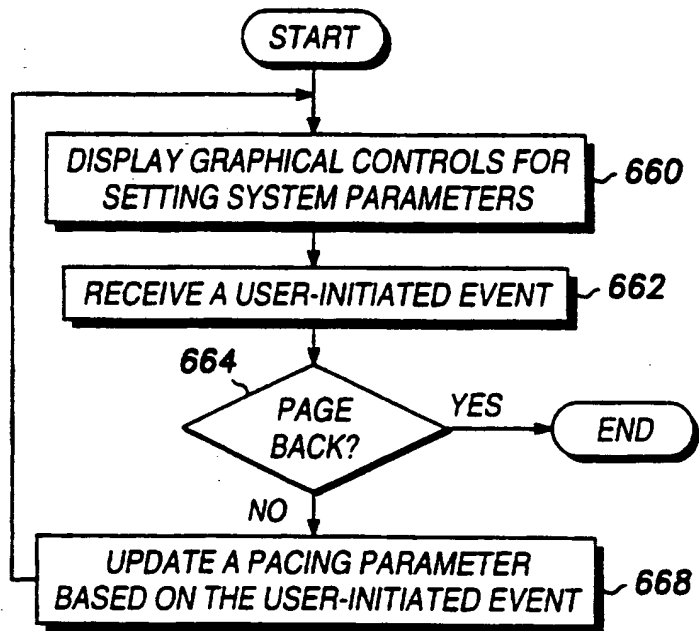 START
DISPLAY GRAPHICAL CONTROLS FOR
SETTING SYSTEM PARAMETERS
660
RECEIVE A USER-INITIATED EVENT
662
664
PAGE
BACK?
YES
END
NO
UPDATE A PACING PARAMETER
BASED ON THE USER-INITIATED EVENT
668